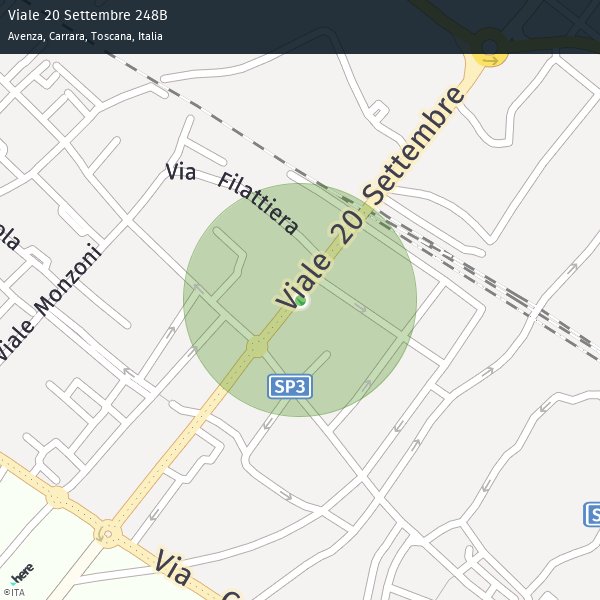 Viale 20 Settembre 248B
Avenza, Carrara, Toscana, Italia
Via Filattiera
Viale 20 Settembre
Viale Monzoni
SP3
Via
here
©ITA